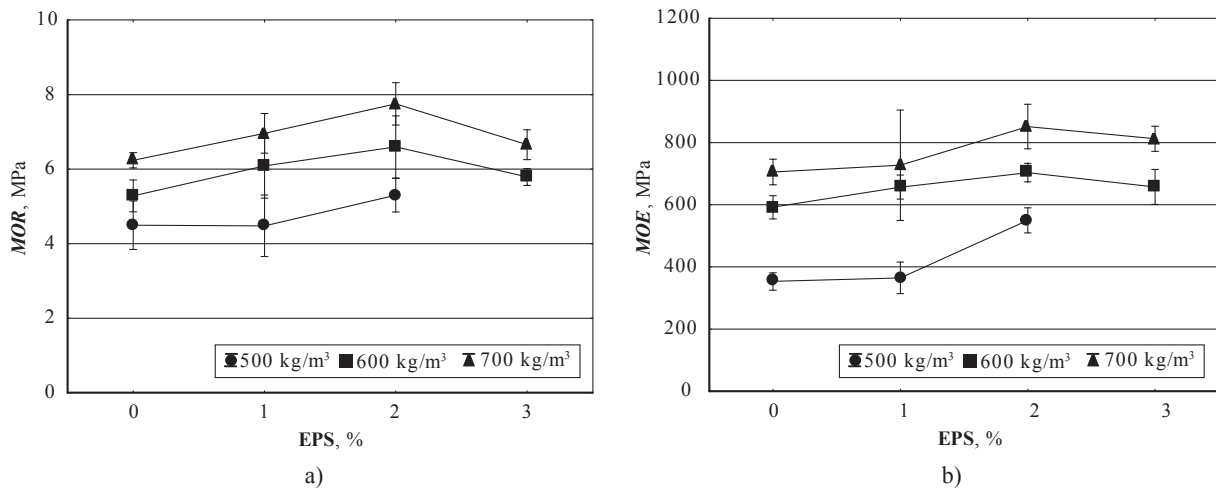 10
8
6
4
2
0
MOR, MPa
500 kg/m³ 600 kg/m³ 700 kg/m³
0 1 2 3
EPS, %
a)
1200
1000
800
600
400
200
0
MOE, MPa
500 kg/m³ 600 kg/m³ 700 kg/m³
0 1 2 3
EPS, %
b)